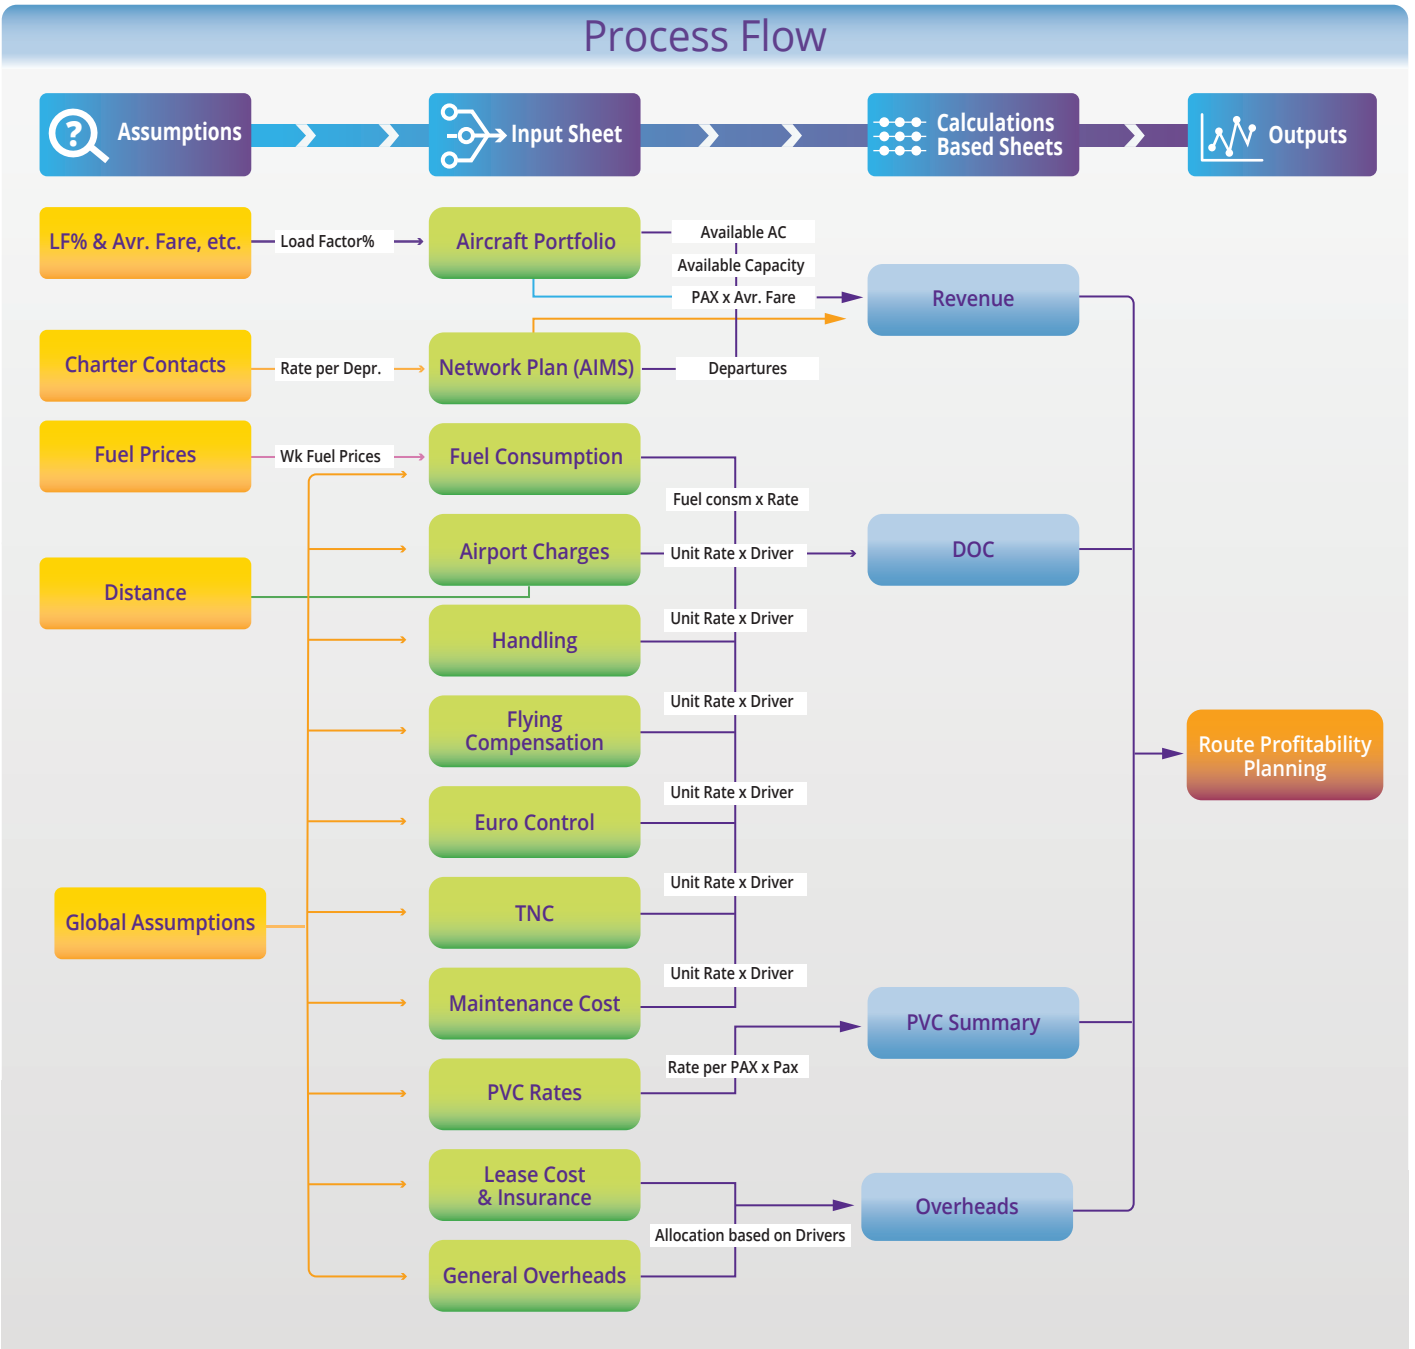 Process Flow
Assumptions
Input Sheet
Calculations
Based Sheets
Outputs
LF% & Avr. Fare, etc.
Load Factor%
Aircraft Portfolio
Available AC
Available Capacity
PAX x Avr. Fare
Revenue
Charter Contacts
Rate per Depr.
Network Plan (AIMS)
Departures
Fuel Prices
Wk Fuel Prices
Fuel Consumption
Fuel consm x Rate
Airport Charges
Unit Rate x Driver
DOC
Distance
Handling
Unit Rate x Driver
Flying
Compensation
Unit Rate x Driver
Route Profitability
Planning
Euro Control
Unit Rate x Driver
Global Assumptions
TNC
Unit Rate x Driver
Maintenance Cost
Unit Rate x Driver
PVC Summary
PVC Rates
Rate per PAX x Pax
Lease Cost
& Insurance
Overheads
Allocation based on Drivers
General Overheads